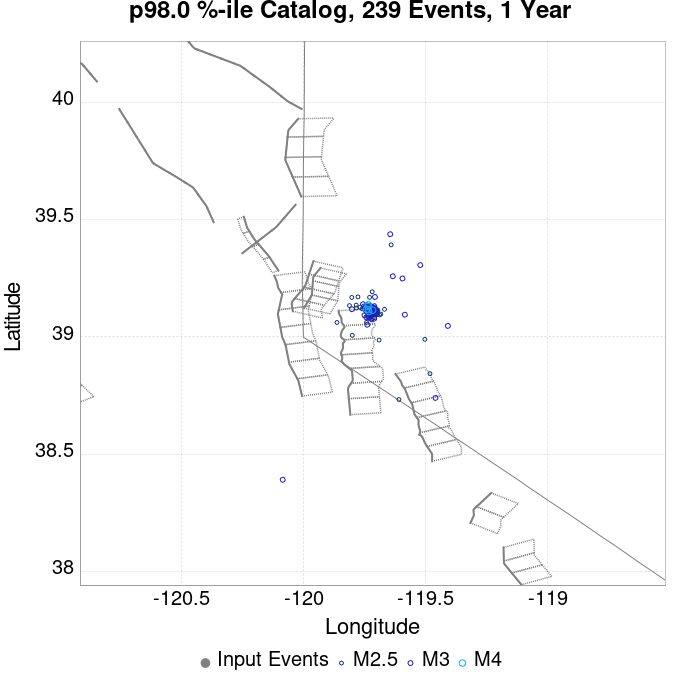 p98.0 %-ile Catalog, 239 Events, 1 Year
40
39.5
39
38.5
38
Latitude
-120.5 -120 -119.5 -119
Longitude
Input Events M2.5 M3 M4